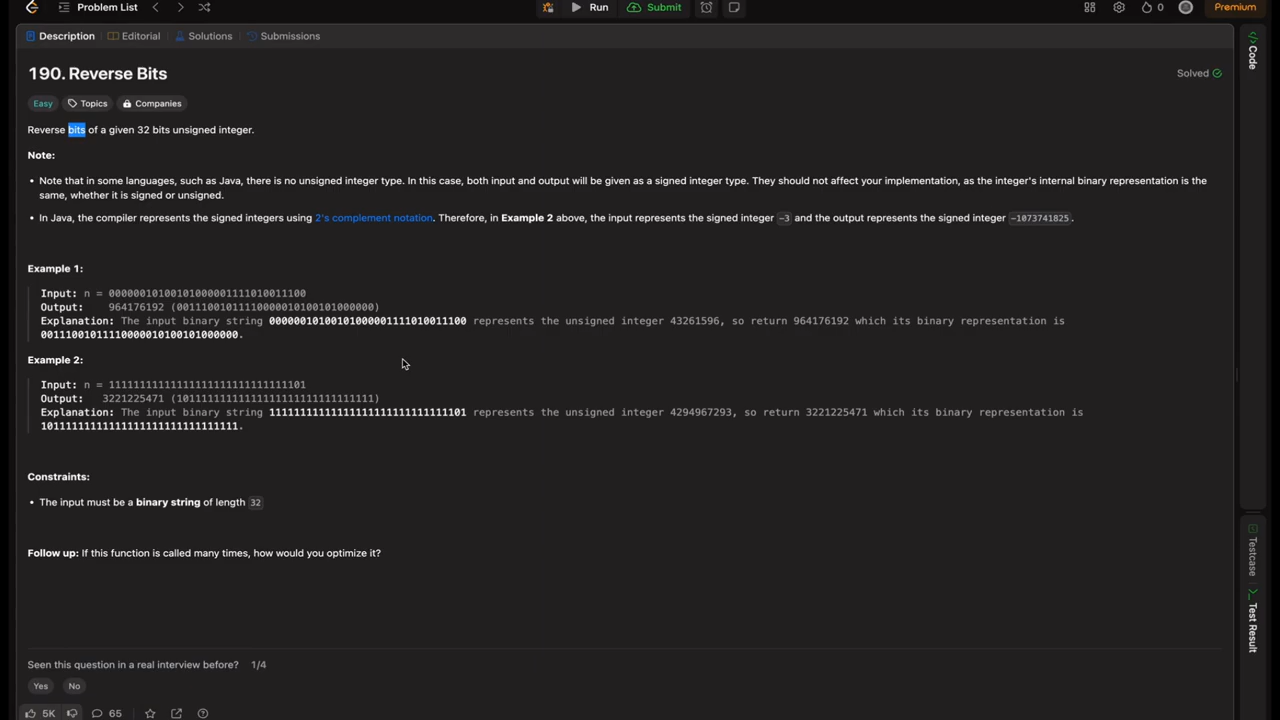 Problem List
Run
Submit
0
Premium
Description
Editorial
Solutions
Submissions
Code
190. Reverse Bits
Solved
Easy
Topics
Companies
Reverse bits of a given 32 bits unsigned integer.
Note:
• Note that in some languages, such as Java, there is no unsigned integer type. In this case, both input and output will be given as a signed integer type. They should not affect your implementation, as the integer's internal binary representation is the
same, whether it is signed or unsigned.
• In Java, the compiler represents the signed integers using 2's complement notation. Therefore, in Example 2 above, the input represents the signed integer -3 and the output represents the signed integer -1073741825.
Example 1:
Input: n = 00000010100101000001111010011100
Output: 964176192 (00111001011110000010100101000000)
Explanation: The input binary string 00000010100101000001111010011100 represents the unsigned integer 43261596, so return 964176192 which its binary representation is
00111001011110000010100101000000.
Example 2:
Input: n = 11111111111111111111111111111101
Output: 3221225471 (10111111111111111111111111111111)
Explanation: The input binary string 11111111111111111111111111111101 represents the unsigned integer 4294967293, so return 3221225471 which its binary representation is
10111111111111111111111111111111.
Constraints:
• The input must be a binary string of length 32
Follow up: If this function is called many times, how would you optimize it?
Testcase
Test Result
Seen this question in a real interview before? 1/4
Yes
No
5K
65